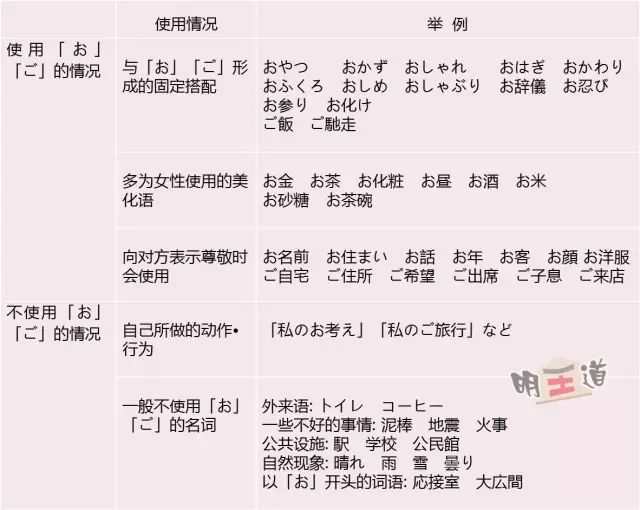 使用情况 举 例
使用「お」
「ご」的情况
与「お」「ご」形
成的固定搭配
おやつ おかず おしゃれ おはぎ おかわり
おふくろ おしめ おしゃぶり お辞儀 お忍び
お参り お化け
ご飯 ご馳走
多为女性使用的美
化语
お金 お茶 お化粧 お昼 お酒 お米
お砂糖 お茶碗
向对方表示尊敬时
会使用
お名前 お住まい お話 お年 お客 お顔 お洋服
ご自宅 ご住所 ご希望 ご出席 ご子息 ご来店
不使用「お」
「ご」的情况
自己所做的动作•
行为
「私のお考え」「私のご旅行」など
一般不使用「お」
「ご」的名词
外来语: トイレ コーヒー
一些不好的事情: 泥棒 地震 火事
公共设施: 駅 学校 公民館
自然现象: 晴れ 雨 雪 曇り
以「お」开头的词语: 応接室 大広間
明王道